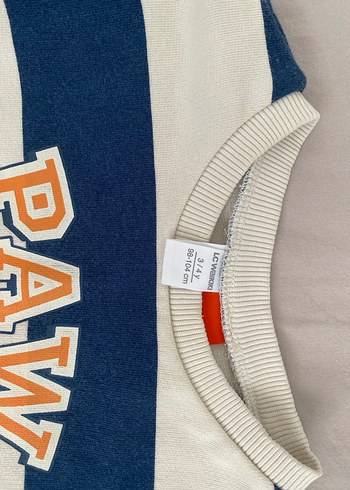 PAW
LC WAIKIKI
3 / 4 y
98-104 cm